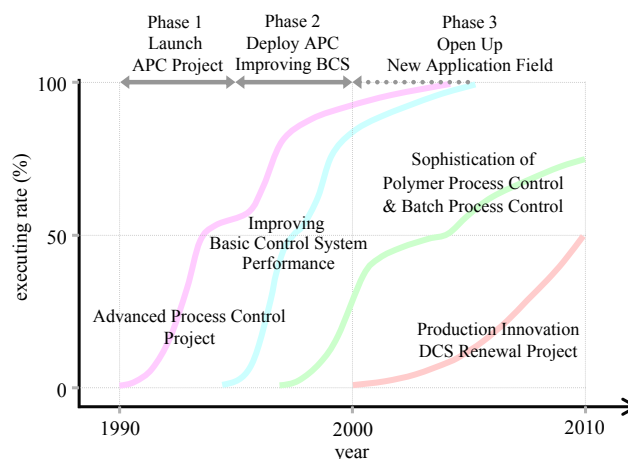 Phase 1
Launch
APC Project
Phase 2
Deploy APC
Improving BCS
Phase 3
Open Up
New Application Field
100
50
0
executing rate (%)
Sophistication of
Polymer Process Control
& Batch Process Control
Improving
Basic Control System
Performance
Advanced Process Control
Project
Production Innovation
DCS Renewal Project
1990
2000
2010
year